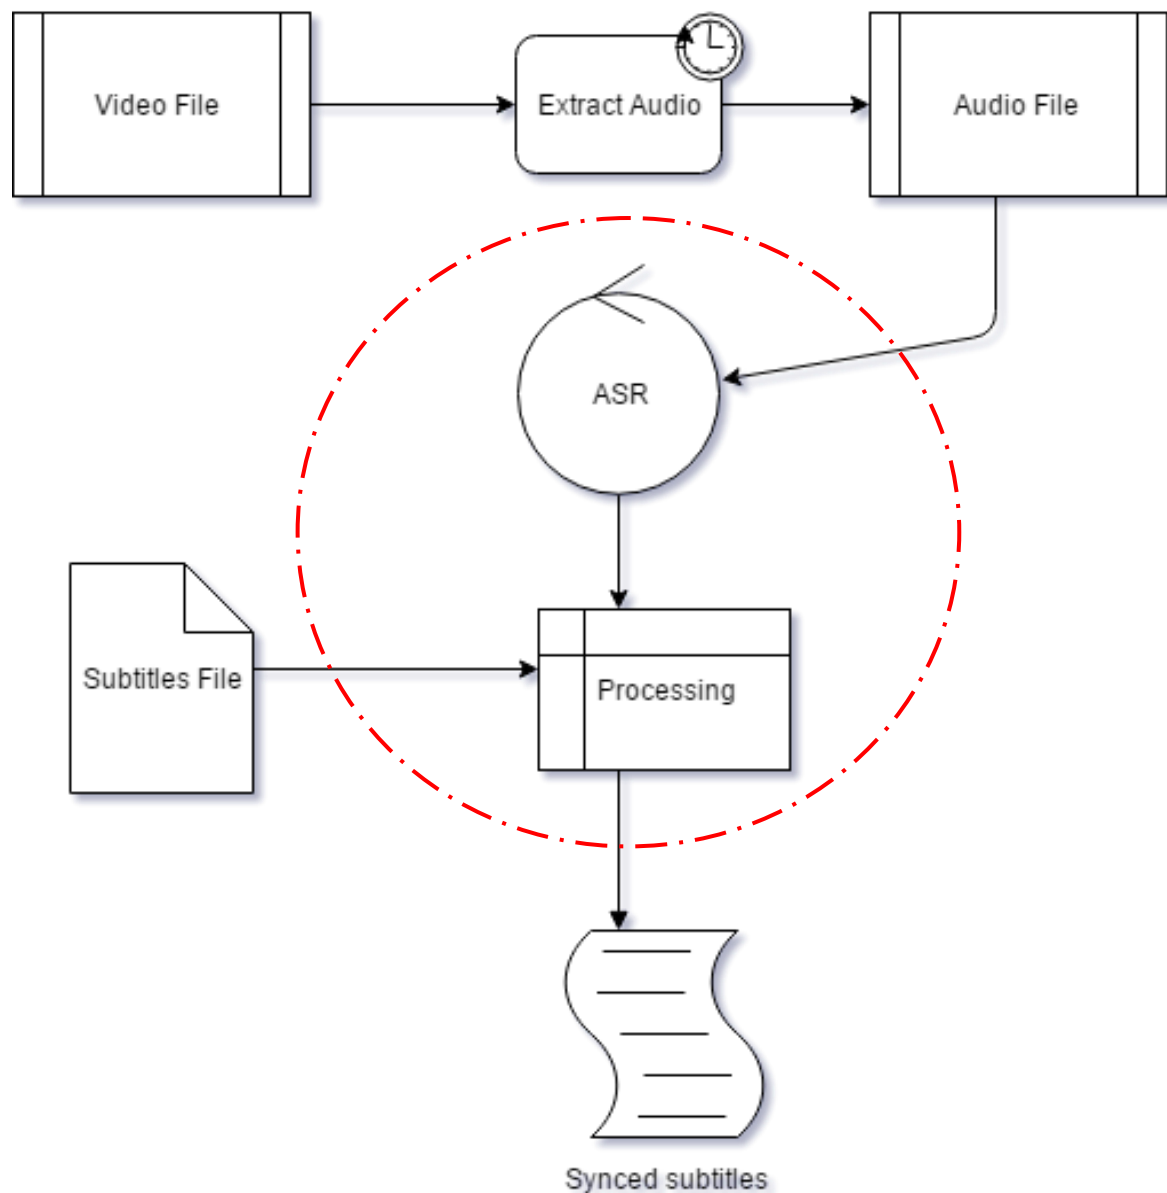 Video File
Extract Audio
Audio File
ASR
Subtitles File
Processing
Synced subtitles